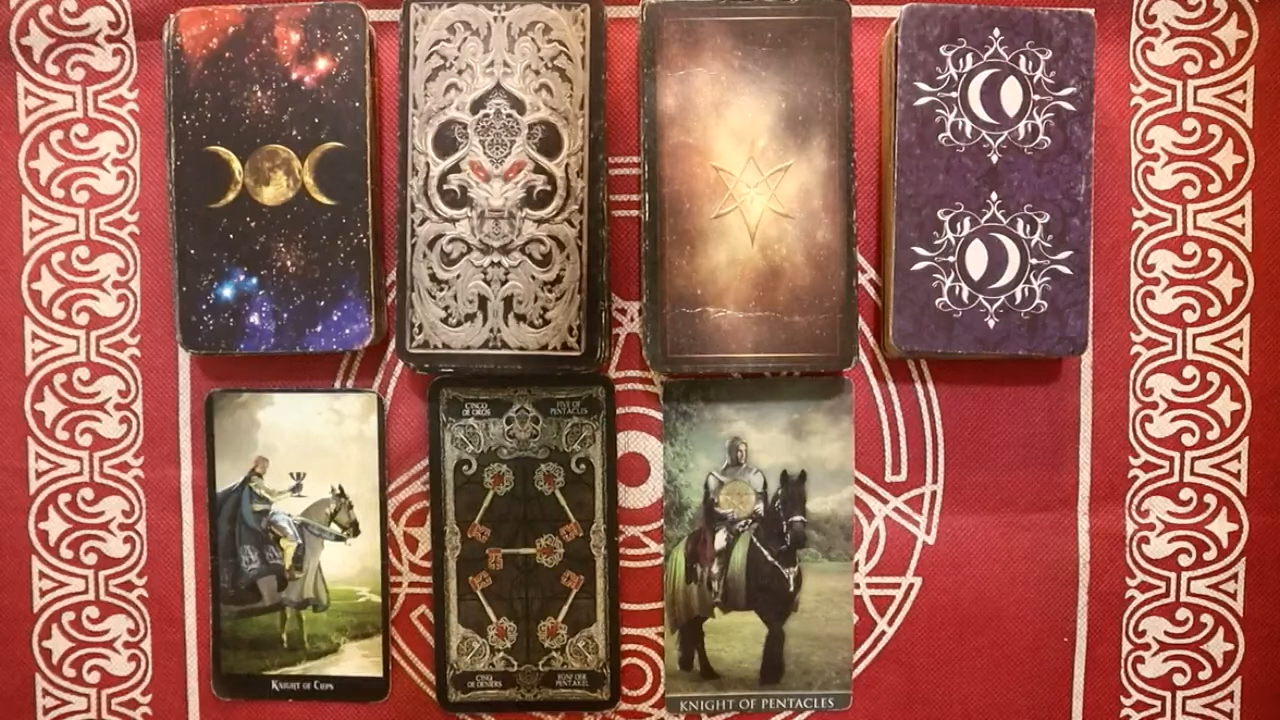 KNIGHT OF CUPS
CINCO
DE OROS
FIVE OF
PENTACLES
CINQ
DE DENIERS
FÜNF DER
PENTAKEL
KNIGHT OF PENTACLES